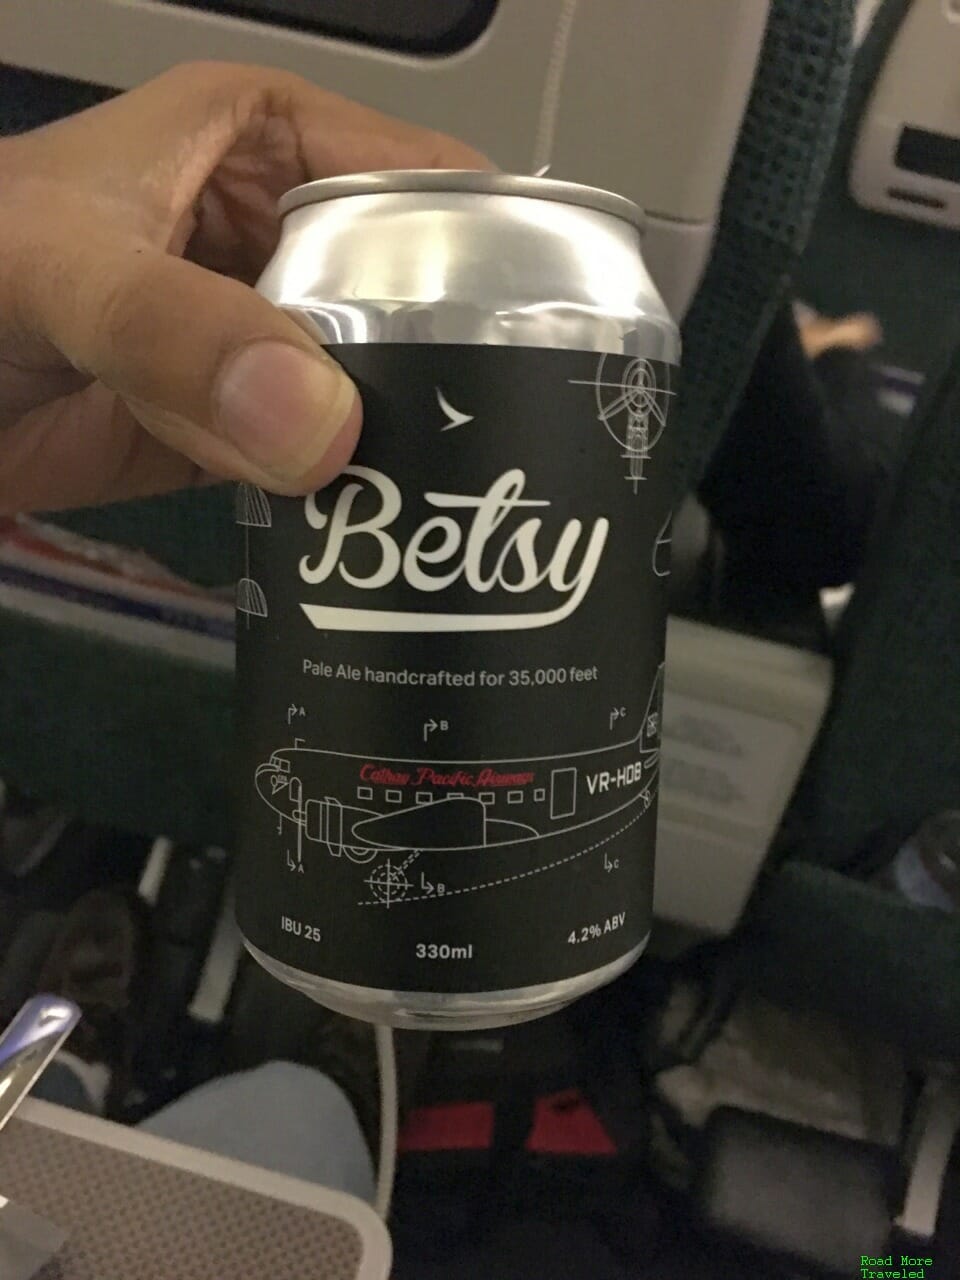 Betsy
Pale Ale handcrafted for 35,000 feet
A
B
C
Cathay Pacific Airways
VR-HDB
A
B
C
IBU 25
330ml
4.2% ABV
Road More
Traveled